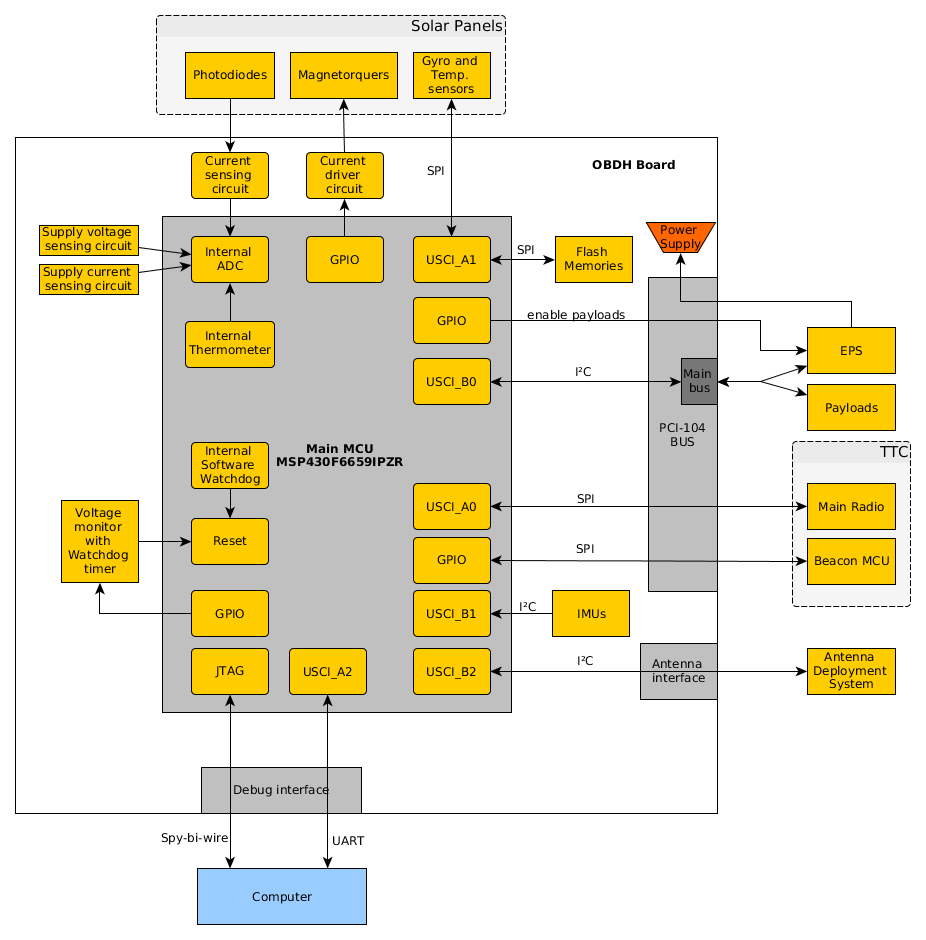 Solar Panels
Photodiodes
Magnetorquers
Gyro and
Temp.
sensors
OBDH Board
Current
sensing
circuit
Current
driver
circuit
SPI
Supply voltage
sensing circuit
Supply current
sensing circuit
Internal
ADC
GPIO
USCI_A1
SPI
Flash
Memories
Power
Supply
Internal
Thermometer
GPIO
enable payloads
EPS
USCI_B0
I²C
Main
bus
Payloads
PCI-104
BUS
Main MCU
MSP430F6659IPZR
Internal
Software
Watchdog
TTC
USCI_A0
SPI
Main Radio
Voltage
monitor
with
Watchdog
timer
Reset
GPIO
SPI
Beacon MCU
GPIO
USCI_B1
I²C
IMUs
JTAG
USCI_A2
USCI_B2
I²C
Antenna
interface
Antenna
Deployment
System
Debug interface
Spy-bi-wire
UART
Computer